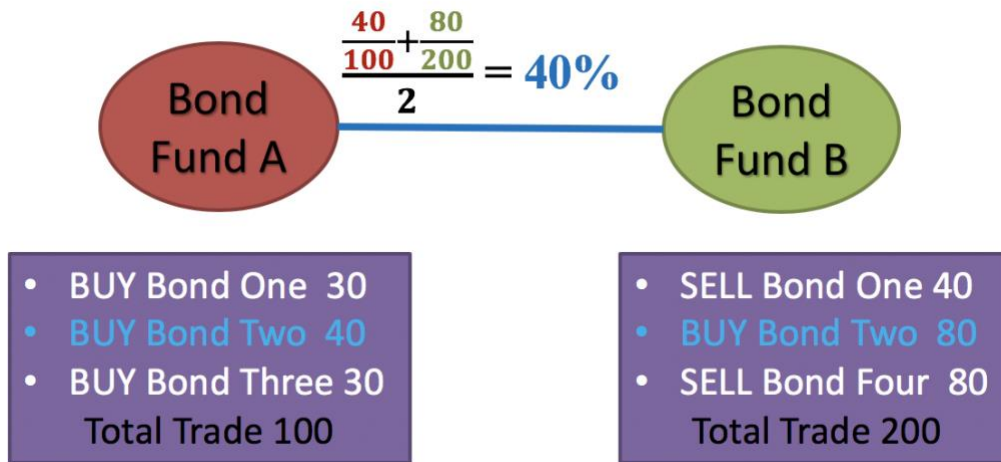 40/100 + 80/200
2
= 40%
Bond
Fund A
Bond
Fund B
• BUY Bond One 30
• BUY Bond Two 40
• BUY Bond Three 30
Total Trade 100
• SELL Bond One 40
• BUY Bond Two 80
• SELL Bond Four 80
Total Trade 200